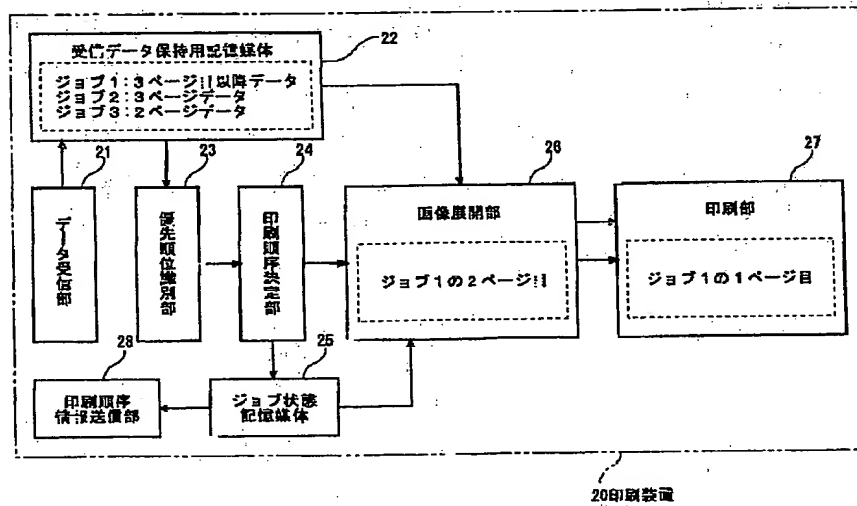 22
受信データ保持用記憶媒体
ジョブ1:3ページ目以降データ
ジョブ2:3ページデータ
ジョブ3:2ページデータ
21
データ受信部
23
優先順位識別部
24
印刷順序決定部
26
画像展開部
ジョブ1の2ページ目
27
印刷部
ジョブ1の1ページ目
28
印刷順序
情報送信部
25
ジョブ状態
記憶媒体
20印刷装置